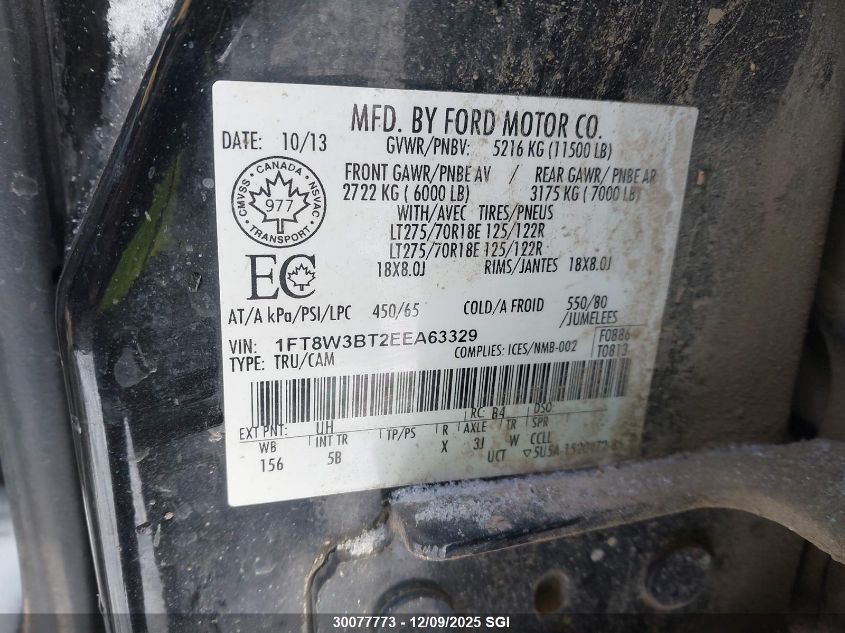 MFD. BY FORD MOTOR CO.
DATE: 10/13 GVWR/PNBV: 5216 KG (11500 LB)
FRONT GAWR/PNBE AV / REAR GAWR/ PNBE AR
2722 KG ( 6000 LB) 3175 KG ( 7000 LB)
WITH/AVEC TIRES/PNEUS
LT275/70R18E 125/122R
LT275/70R18E 125/122R
18X8.0J RIMS/JANTES 18X8.0J
CMVSS · CANADA · NSVAC
977
TRANSPORT
EC
AT/A kPa/PSI/LPC 450/65 COLD/A FROID 550/80
/JUMELEES
VIN: 1FT8W3BT2EEA63329 F0886
TYPE: TRU/CAM COMPLIES: ICES/NMB-002 T0813
EXT PNT: UH RC: B4 DSO:
WB INT TR TP/PS R AXLE TR SPR
156 5B X 3J W CCLL
UCT
30077773 - 12/09/2025 SGI